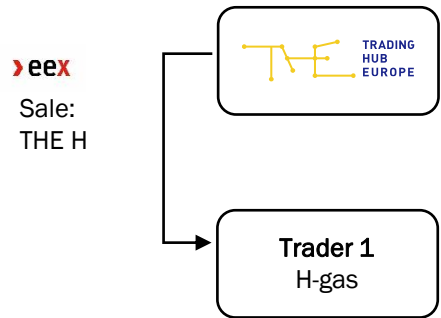 eex
Sale:
THE H
THE
TRADING
HUB
EUROPE
Trader 1
H-gas